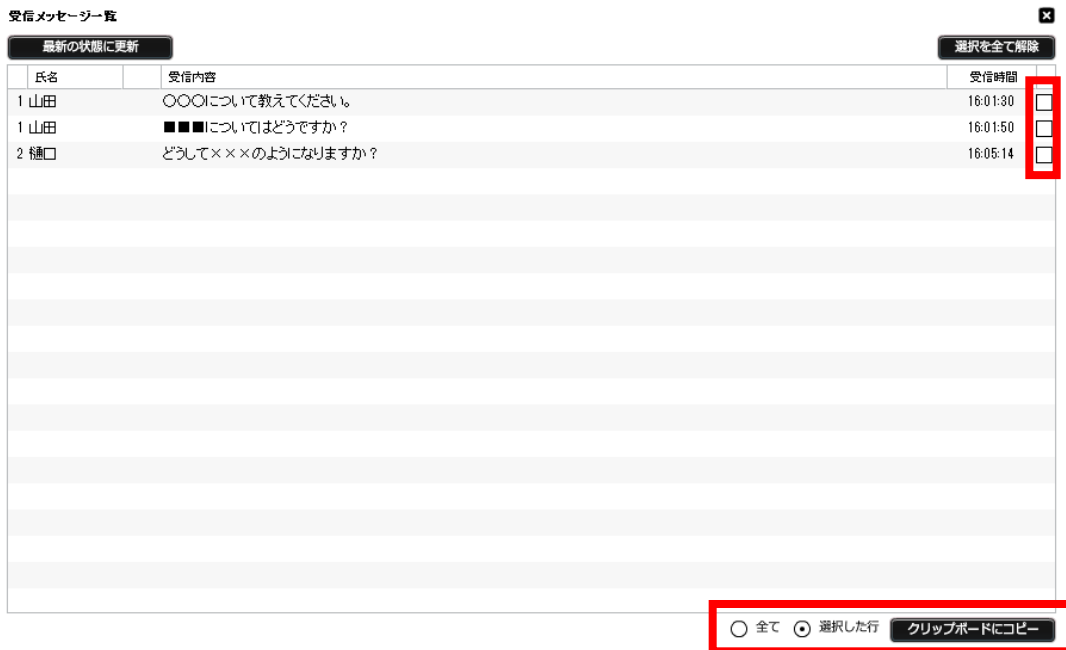 受信メッセージ一覧
最新の状態に更新 選択を全て解除
氏名 受信内容 受信時間
1 山田 〇〇〇について教えてください。 16:01:30
1 山田 ■■■についてはどうですか？ 16:01:50
2 樋口 どうして×××のようになりますか？ 16:05:14
全て 選択した行 クリップボードにコピー